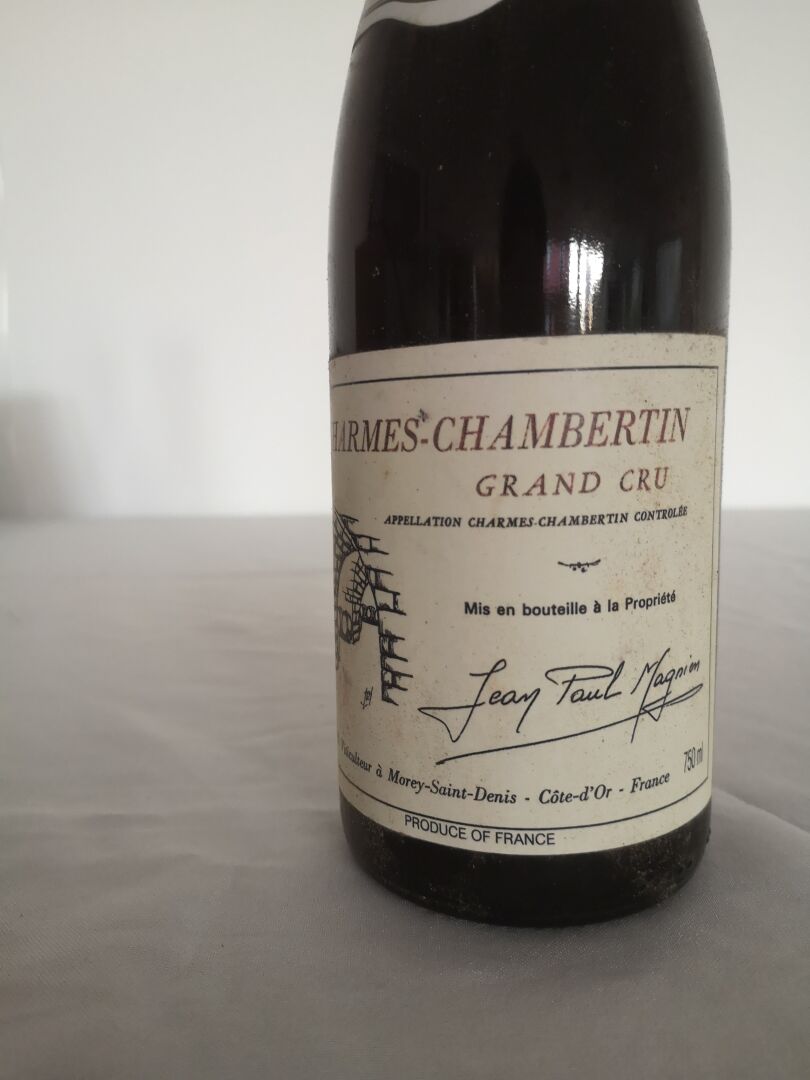 HARMES-CHAMBERTIN
GRAND CRU
APPELLATION CHARMES-CHAMBERTIN CONTROLÉE
Mis en bouteille à la Propriété
Jean Paul Magnien
Viticulteur à Morey-Saint-Denis - Côte-d'Or - France
750 ml
PRODUCE OF FRANCE